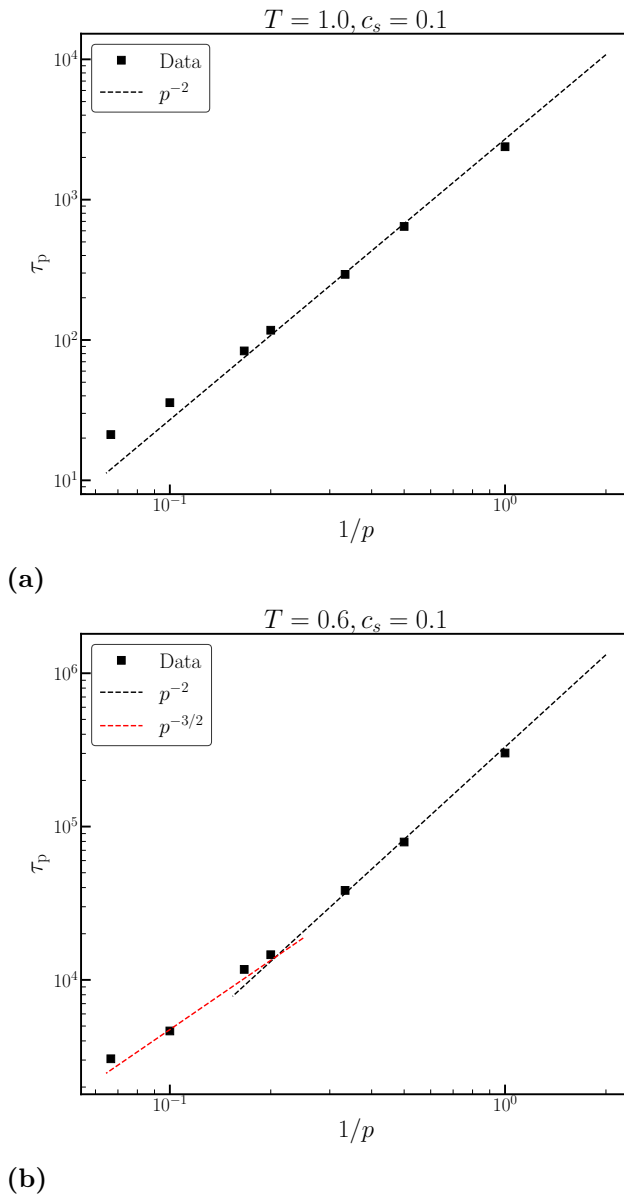 T = 1.0, c_s = 0.1
10^4
10^3
10^2
10^1
Data
p^{-2}
τ_p
10^{-1}
10^0
1/p
(a)
T = 0.6, c_s = 0.1
10^6
10^5
10^4
Data
p^{-2}
p^{-3/2}
τ_p
10^{-1}
10^0
1/p
(b)